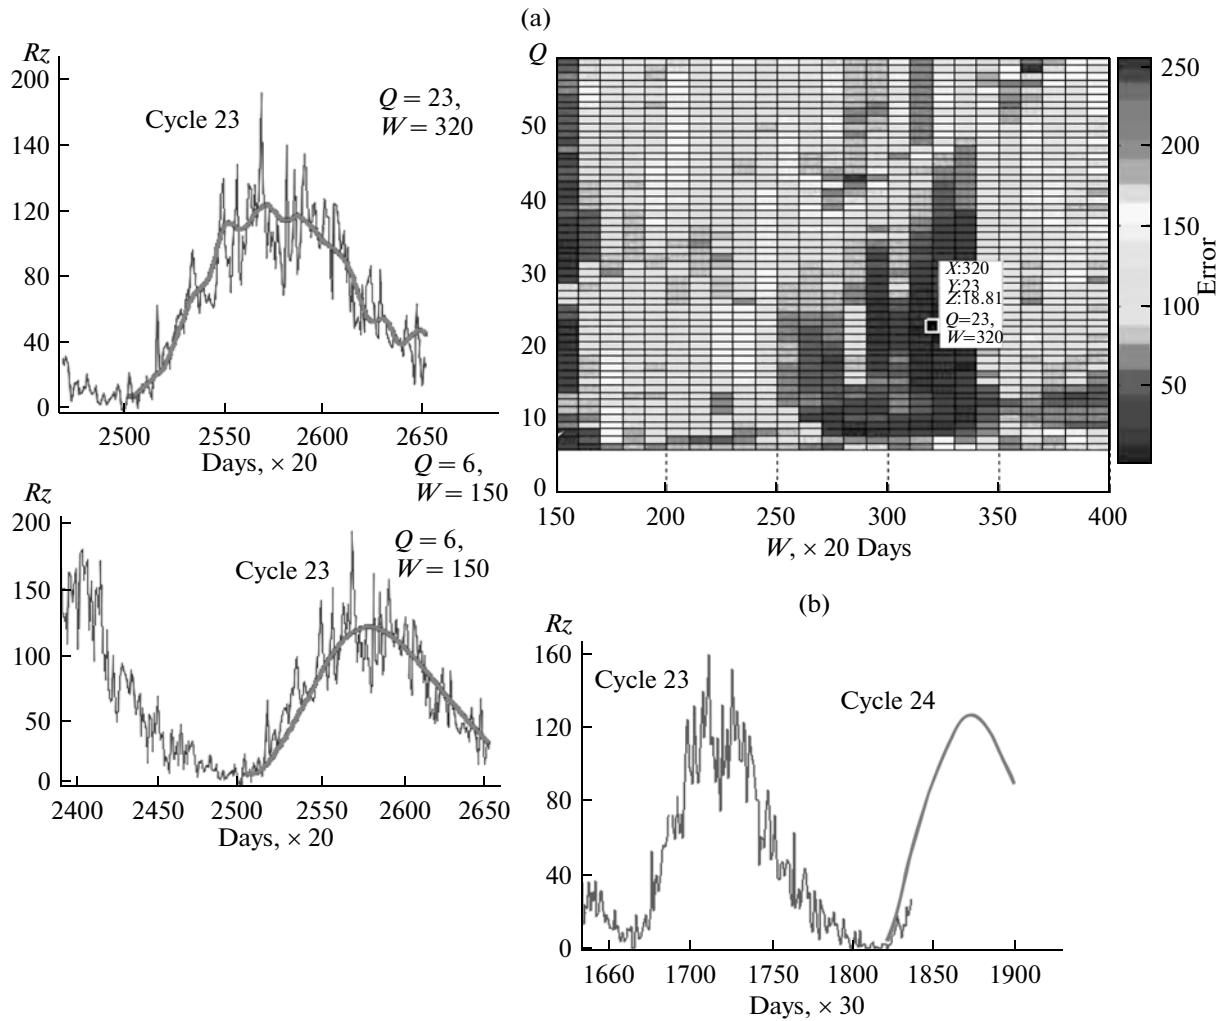 (a)
Rz
200
160
120
80
40
0
140
Cycle 23
Q = 23,
W = 320
2500
2550
2600
2650
Days, × 20
Q = 6,
W = 150
Q
50
40
30
20
10
0
150
200
250
300
350
400
W, × 20 Days
X:320
Y:23
Z:18.81
Q=23,
W=320
250
200
150
100
50
Error
Rz
200
150
100
50
0
Cycle 23
Q = 6,
W = 150
2400
2450
2500
2550
2600
2650
Days, × 20
(b)
Rz
160
120
80
40
0
Cycle 23
Cycle 24
1660
1700
1750
1800
1850
1900
Days, × 30